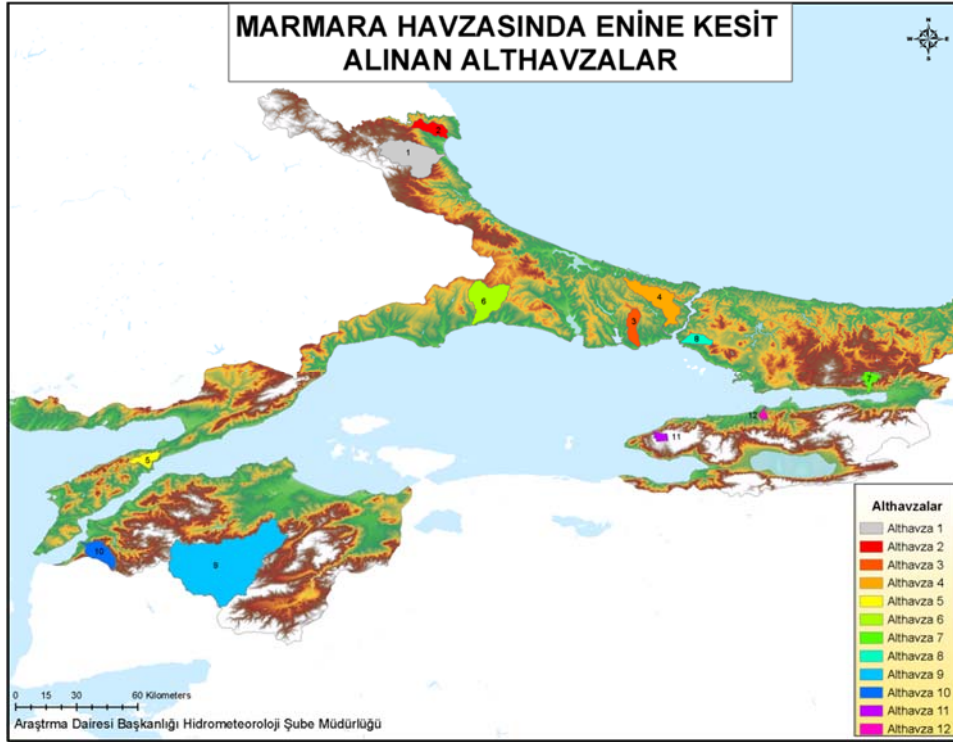 MARMARA HAVZASINDA ENİNE KESİT
ALINAN ALTHAVZALAR
N
W E
S
2
1
4
6
3
8
7
12
11
5
10
9
Althavzalar
Althavza 1
Althavza 2
Althavza 3
Althavza 4
Althavza 5
Althavza 6
Althavza 7
Althavza 8
Althavza 9
Althavza 10
Althavza 11
Althavza 12
0 15 30 60 Kilometers
Araştrma Dairesi Başkanlığı Hidrometeoroloji Şube Müdürlüğü